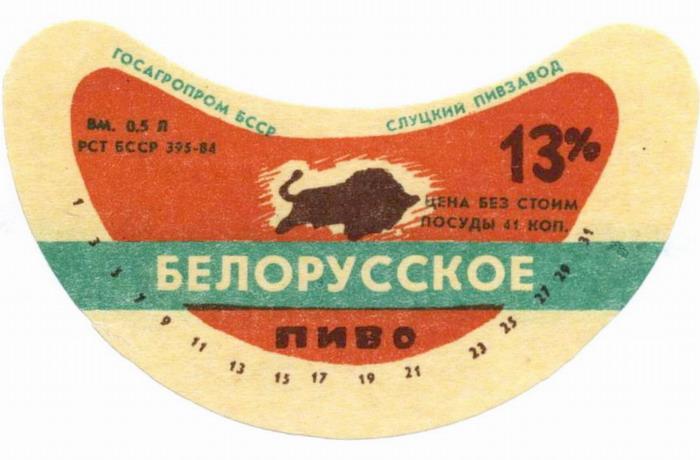 ГОСАГРОПРОМ БССР
СЛУЦКИЙ ПИВЗАВОД
ВМ. 0,5 Л
РСТ БССР 395-84
13%
ЦЕНА БЕЗ СТОИМ
ПОСУДЫ 41 КОП.
БЕЛОРУССКОЕ
ПИВО
1 3 5 7 9 11 13 15 17 19 21 23 25 27 29 31